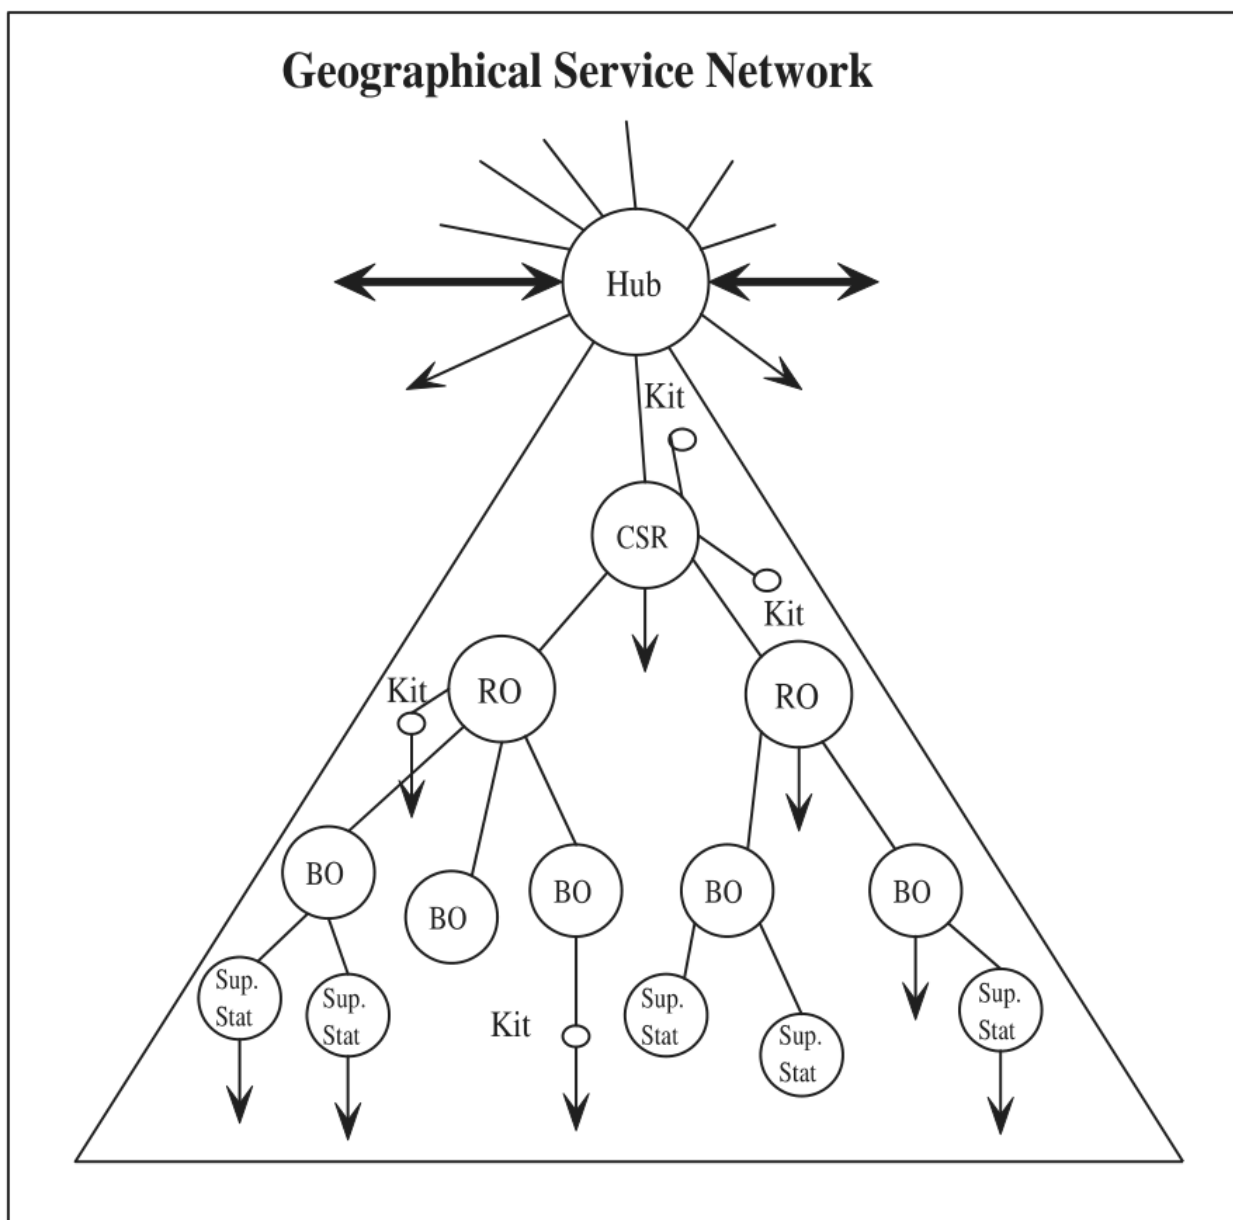 Geographical Service Network
Hub
Kit
CSR
Kit
Kit
RO
RO
BO
BO
BO
BO
BO
Sup.
Stat
Sup.
Stat
Kit
Sup.
Stat
Sup.
Stat
Sup.
Stat